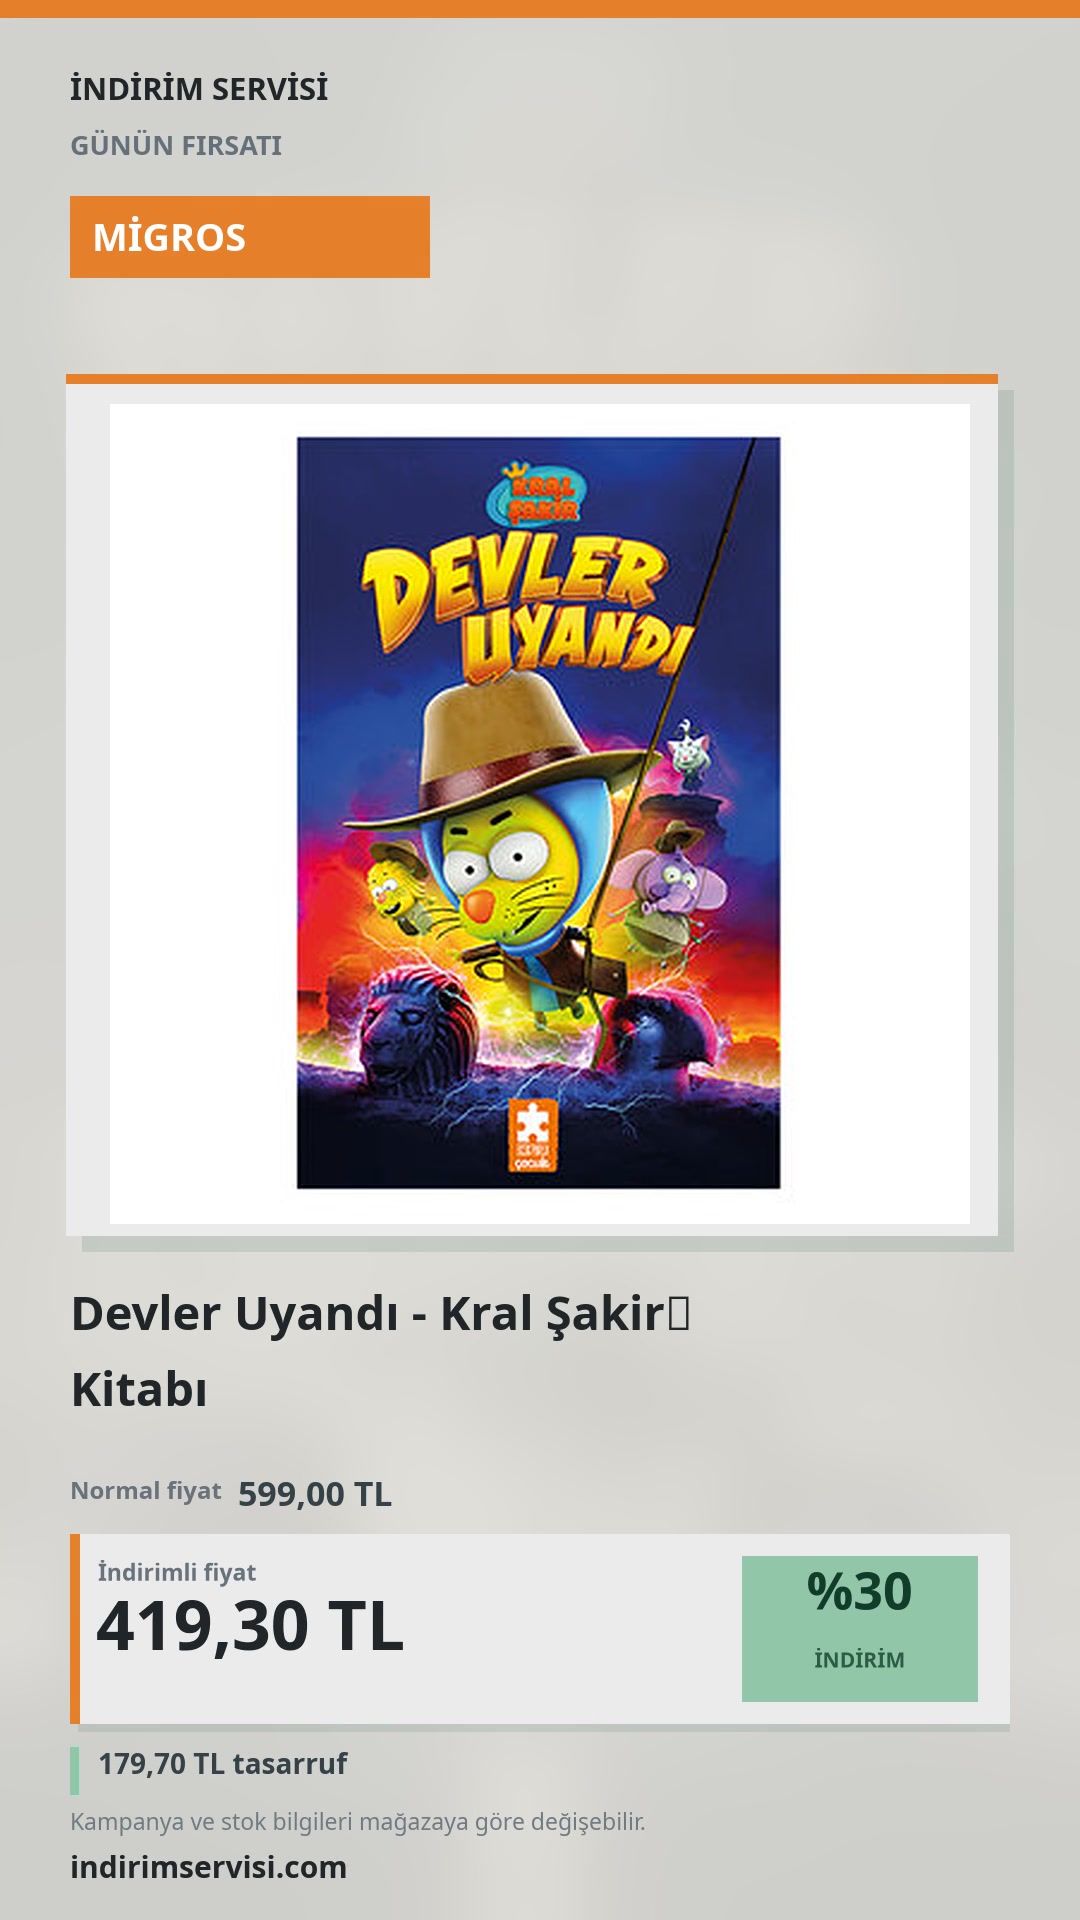 İNDİRİM SERVİSİ
GÜNÜN FIRSATI
MİGROS
KRAL
ŞAKİR
DEVLER
UYANDI
çocuk
Devler Uyandı - Kral Şakir
Kitabı
Normal fiyat 599,00 TL
İndirimli fiyat
419,30 TL
%30
İNDİRİM
179,70 TL tasarruf
Kampanya ve stok bilgileri mağazaya göre değişebilir.
indirimservisi.com